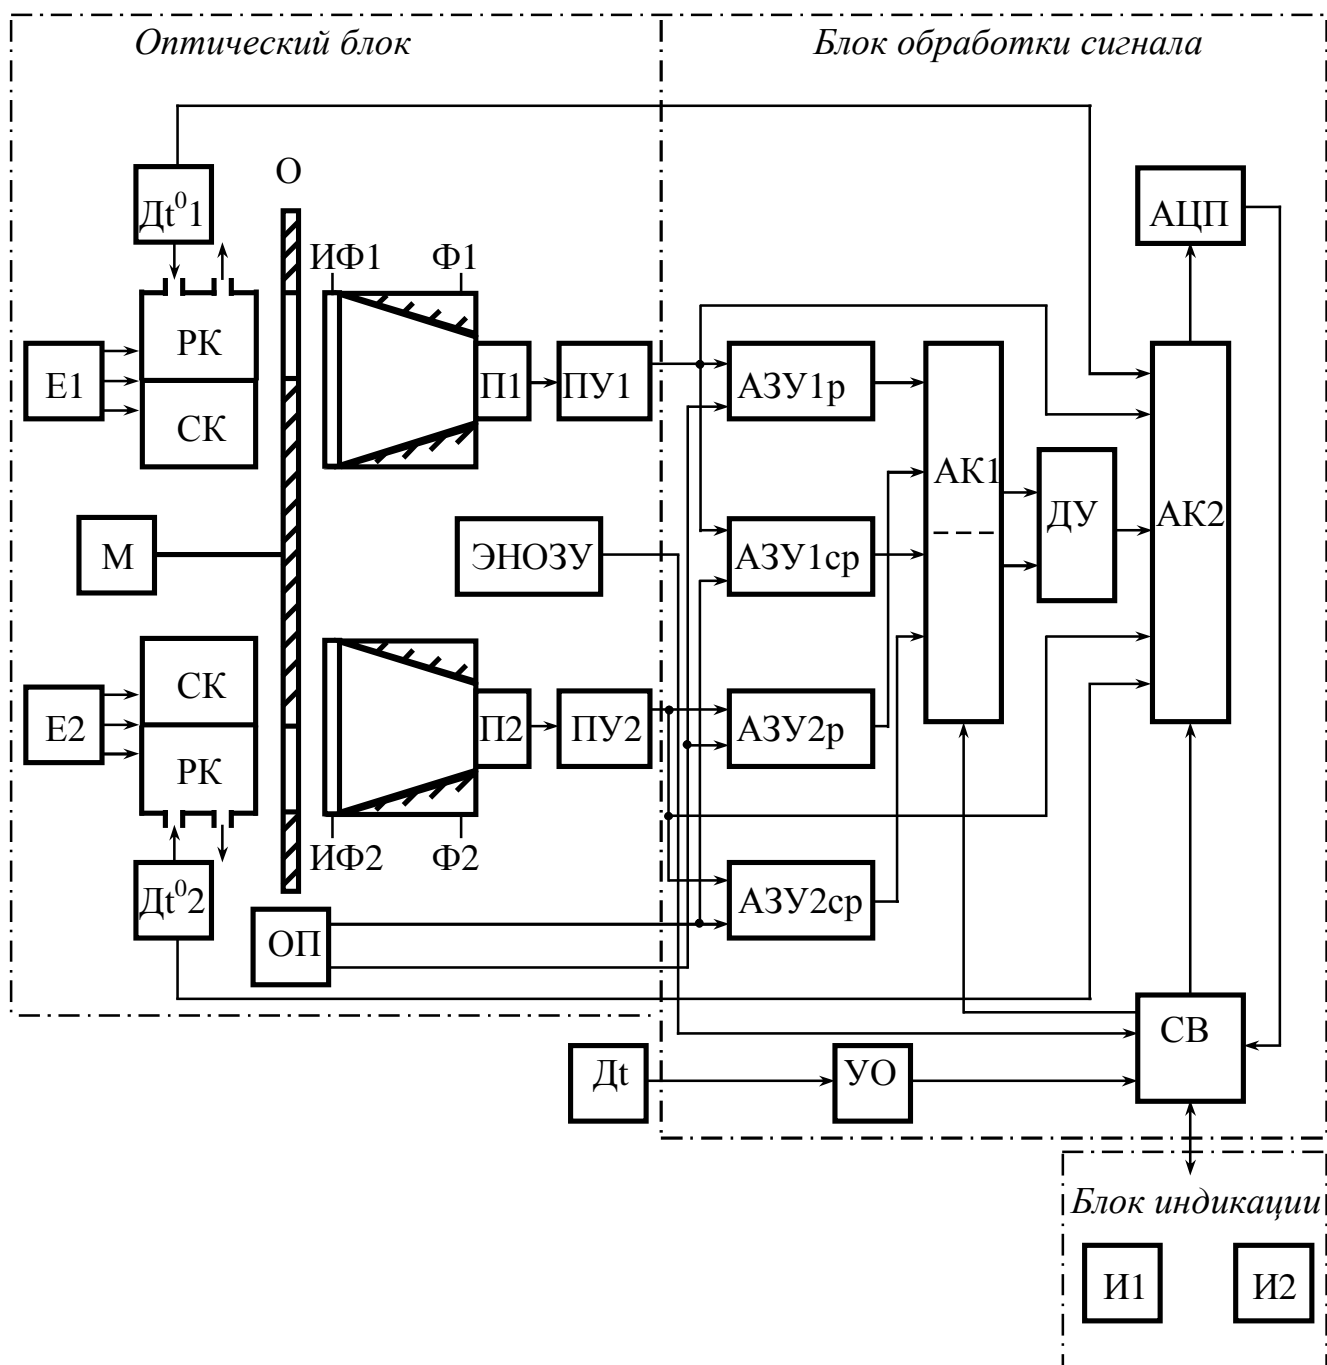 Оптический блок
Блок обработки сигнала
О
Дt⁰1
АЦП
ИФ1
Ф1
РК
Е1
П1
ПУ1
АЗУ1р
СК
АК1
ДУ
АК2
М
ЭНОЗУ
АЗУ1ср
СК
Е2
П2
ПУ2
АЗУ2р
РК
ИФ2
Ф2
Дt⁰2
АЗУ2ср
ОП
СВ
Дt
УО
Блок индикации
И1
И2